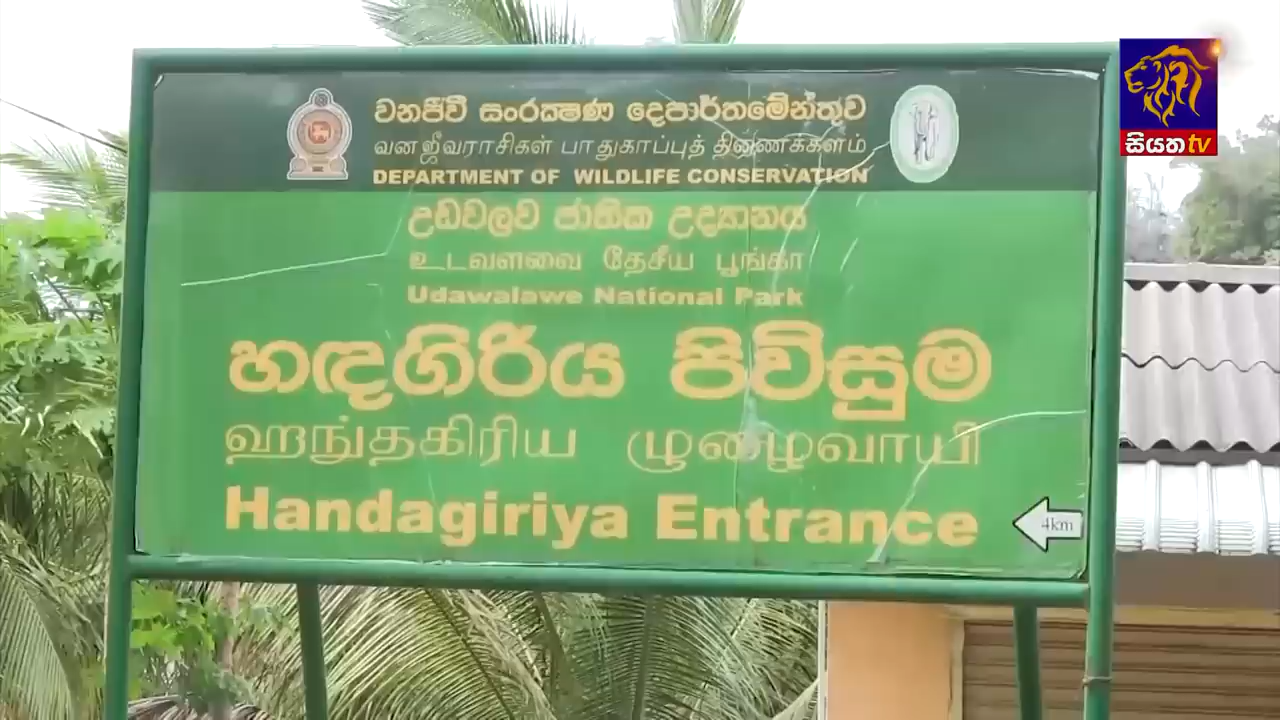 වනජීවී සංරක්ෂණ දෙපාර්තමේන්තුව
வனஜீவராசிகள் பாதுகாப்புத் திணைக்களம்
DEPARTMENT OF WILDLIFE CONSERVATION
උඩවලව ජාතික උද්‍යානය
உடவளவை தேசீய பூங்கா
Udawalawe National Park
හඳගිරිය පිවිසුම
ஹந்தகிரிய முழைவாயி
Handagiriya Entrance
4km
සියත tv